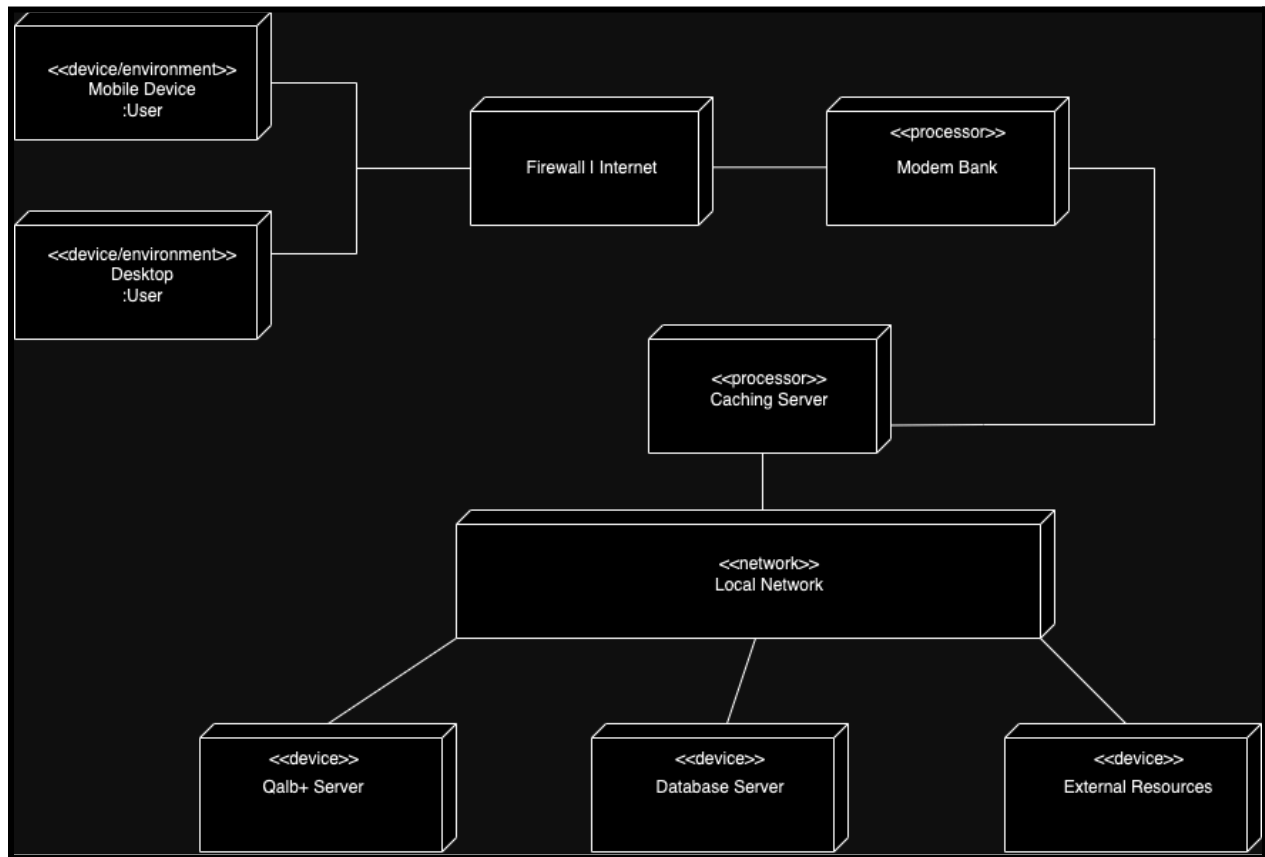 <<device/environment>>
Mobile Device
:User
Firewall I Internet
<<processor>>
Modem Bank
<<device/environment>>
Desktop
:User
<<processor>>
Caching Server
<<network>>
Local Network
<<device>>
Qalb+ Server
<<device>>
Database Server
<<device>>
External Resources